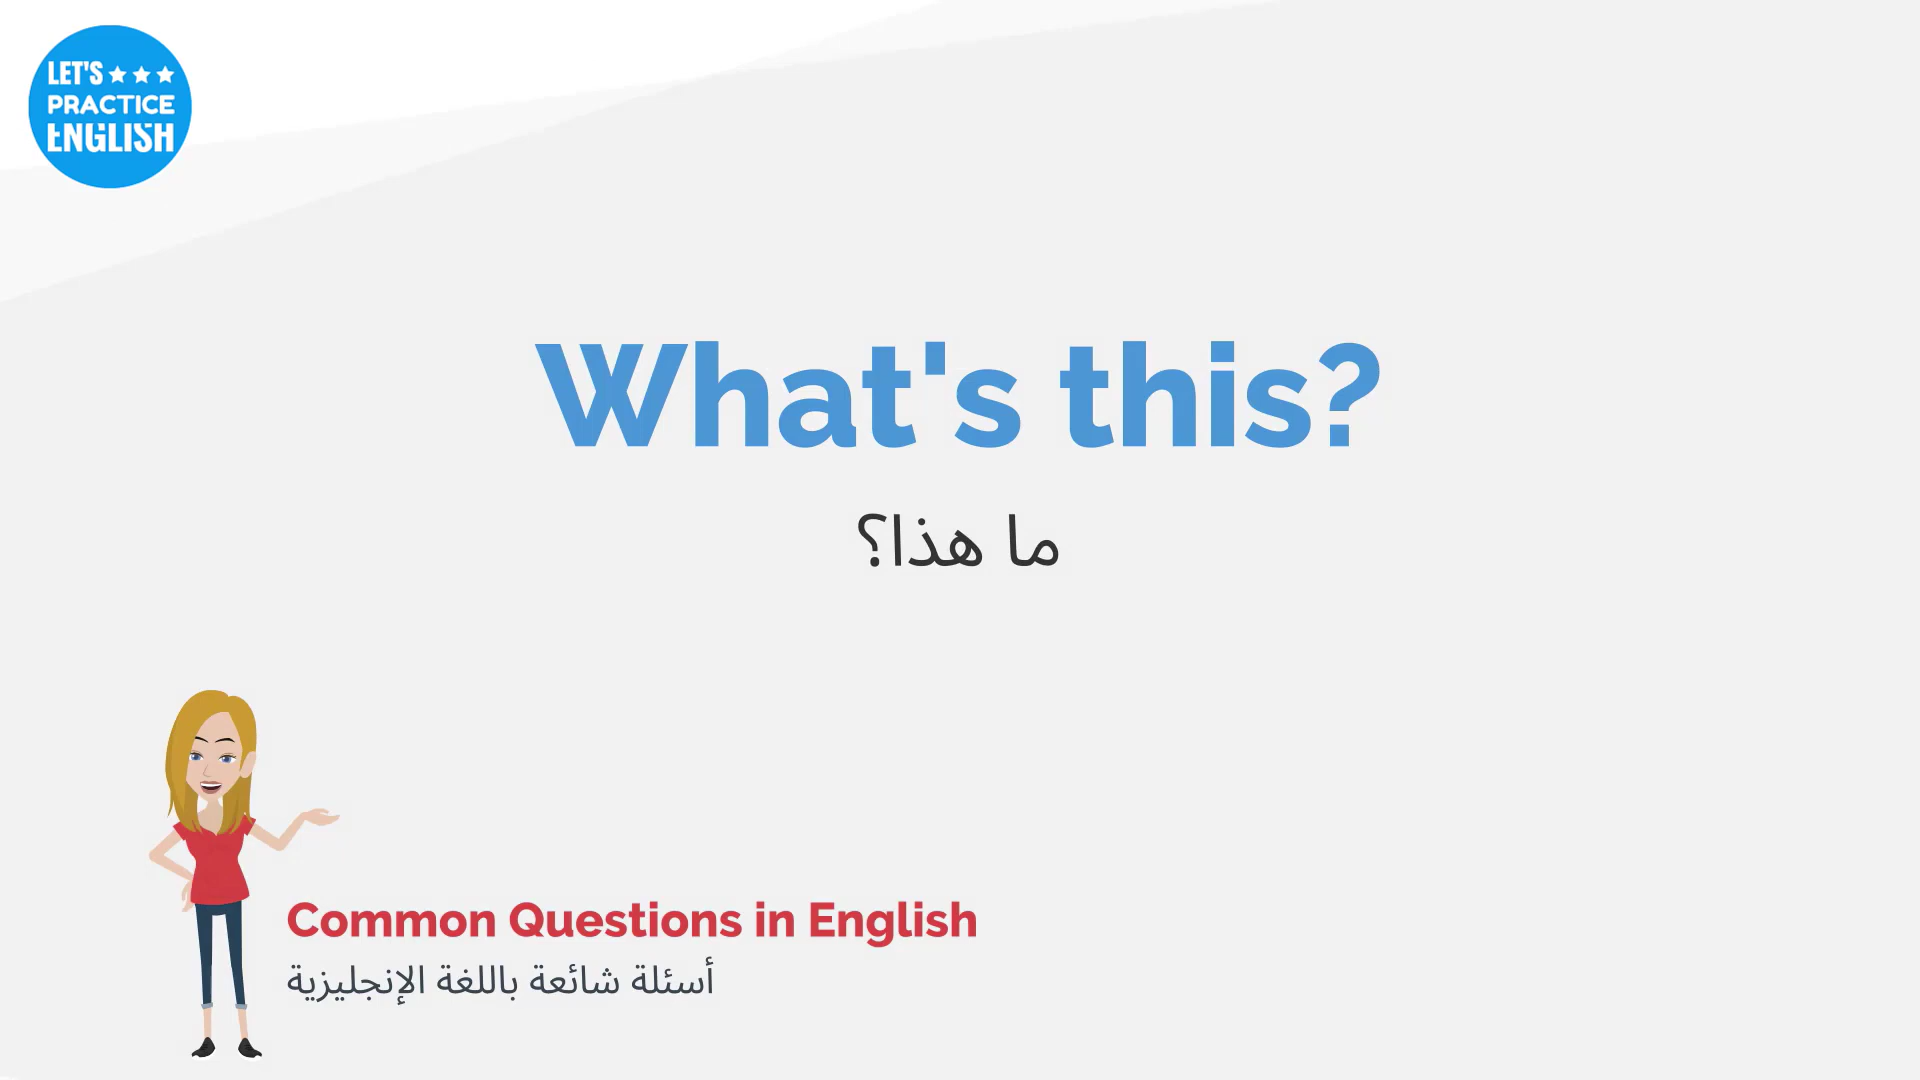 LET'S
PRACTICE
ENGLISH
What's this?
ما هذا؟
Common Questions in English
أسئلة شائعة باللغة الإنجليزية